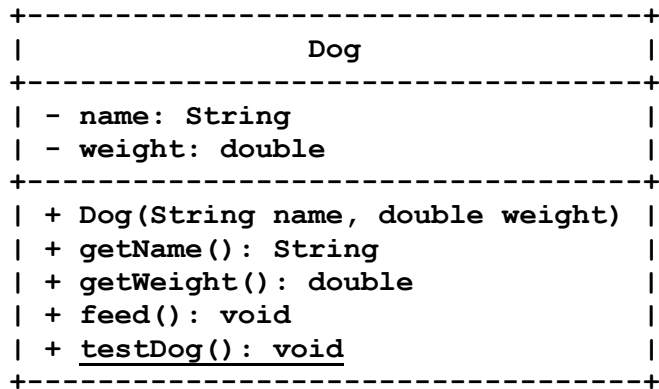 +-----------------------------------+
| Dog |
+-----------------------------------+
| - name: String |
| - weight: double |
+-----------------------------------+
| + Dog(String name, double weight) |
| + getName(): String |
| + getWeight(): double |
| + feed(): void |
| + testDog(): void |
+-----------------------------------+